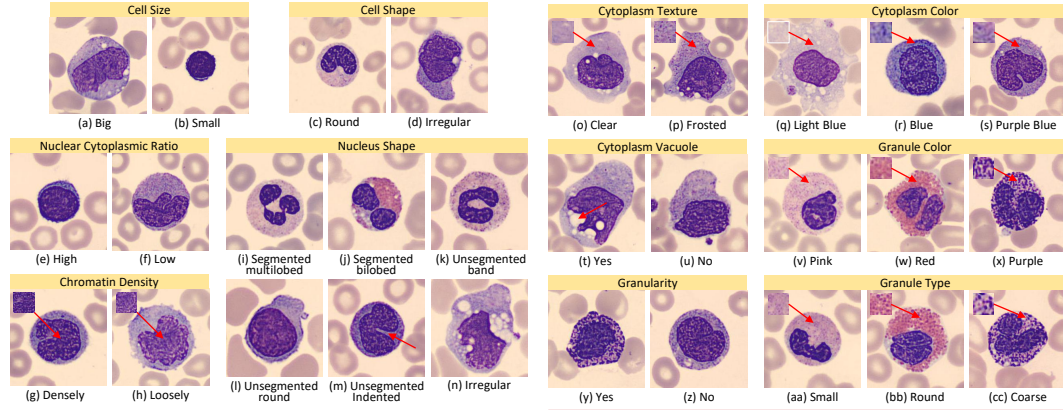 Cell Size
(a) Big
(b) Small
Cell Shape
(c) Round
(d) Irregular
Nuclear Cytoplasmic Ratio
(e) High
(f) Low
Nucleus Shape
(i) Segmented
multilobed
(j) Segmented
bilobed
(k) Unsegmented
band
Chromatin Density
(g) Densely
(h) Loosely
(l) Unsegmented
round
(m) Unsegmented
Indented
(n) Irregular
Cytoplasm Texture
(o) Clear
(p) Frosted
Cytoplasm Color
(q) Light Blue
(r) Blue
(s) Purple Blue
Cytoplasm Vacuole
(t) Yes
(u) No
Granule Color
(v) Pink
(w) Red
(x) Purple
Granularity
(y) Yes
(z) No
Granule Type
(aa) Small
(bb) Round
(cc) Coarse